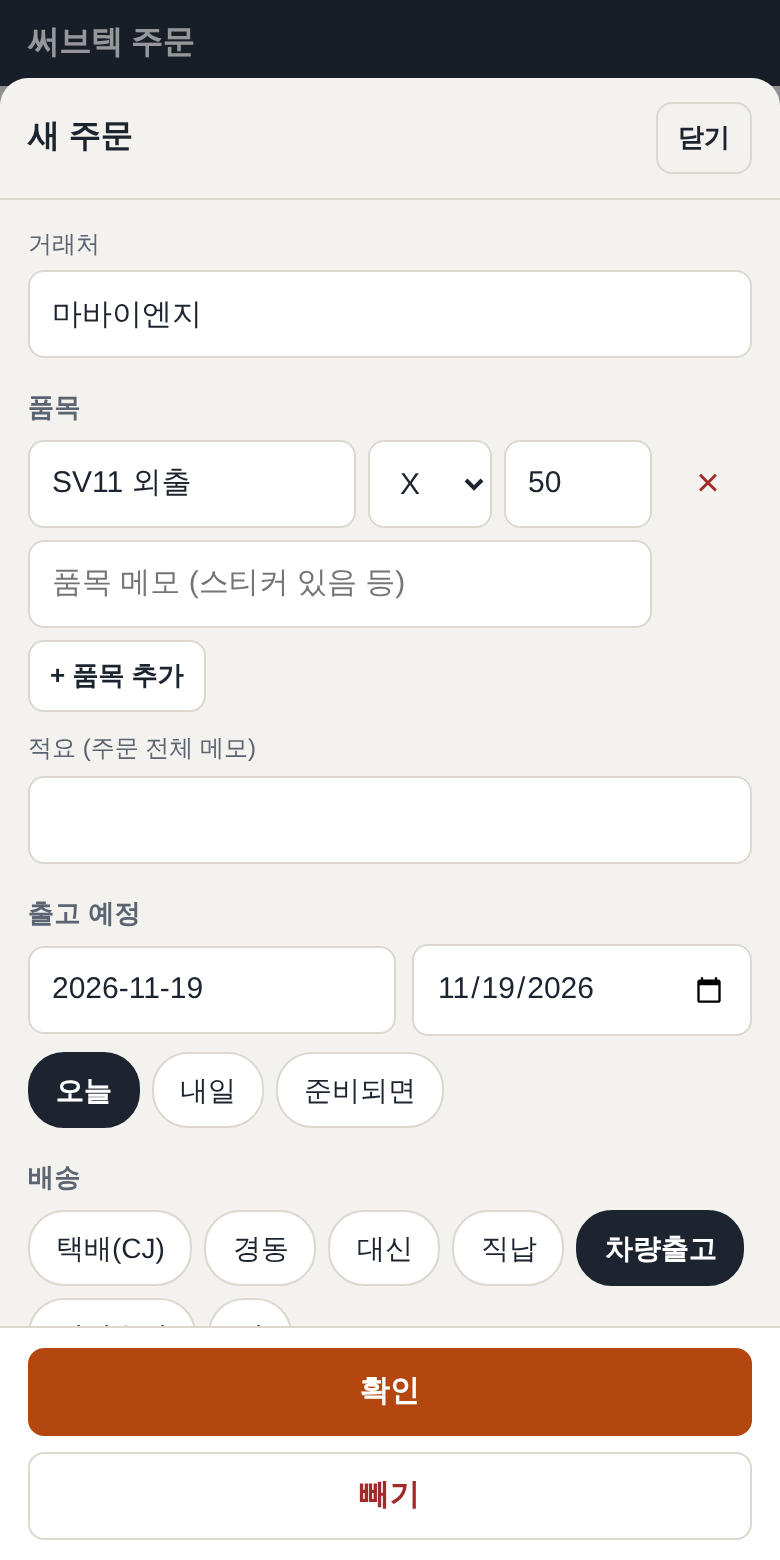 써브텍 주문
새 주문
닫기
거래처
마바이엔지
품목
SV11 외출 X 50 ×
품목 메모 (스티커 있음 등)
+ 품목 추가
적요 (주문 전체 메모)
출고 예정
2026-11-19 11/19/2026
오늘 내일 준비되면
배송
택배(CJ) 경동 대신 직납 차량출고
확인
빼기